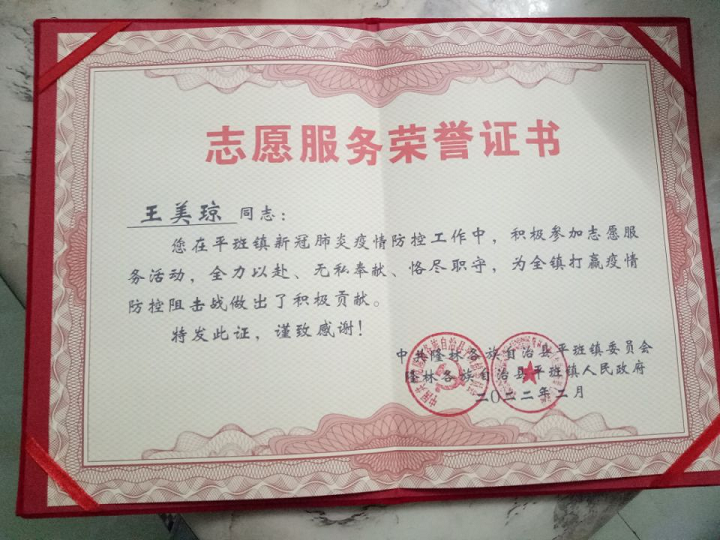 志愿服务荣誉证书
王美琼 同志：
您在平班镇新冠肺炎疫情防控工作中，积极参加志愿服
务活动，全力以赴、无私奉献、恪尽职守，为全镇打赢疫情
防控阻击战做出了积极贡献。
特发此证，谨致感谢！
中共隆林各族自治县平班镇委员会
隆林各族自治县平班镇人民政府
二〇二二年二月